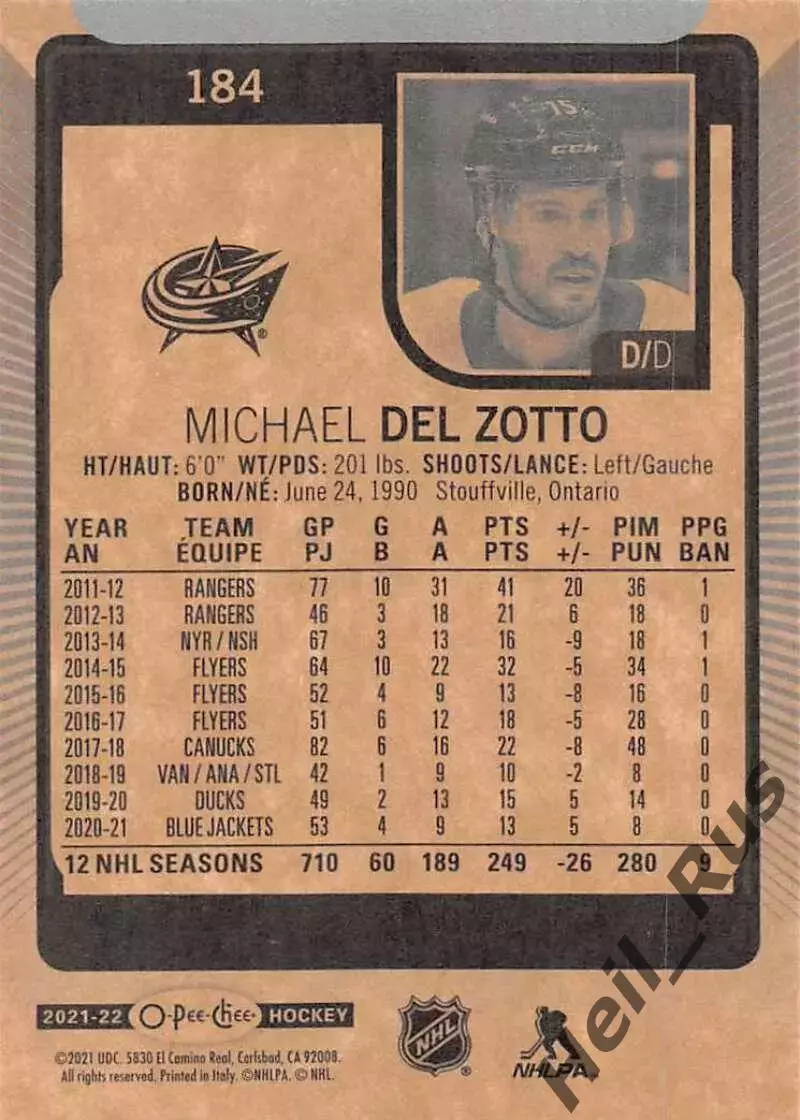 184
15
CCM
D/D
MICHAEL DEL ZOTTO
HT/HAUT: 6'0" WT/PDS: 201 lbs. SHOOTS/LANCE: Left/Gauche
BORN/NÉ: June 24, 1990 Stouffville, Ontario
YEAR TEAM GP G A PTS +/- PIM PPG
AN ÉQUIPE PJ B A PTS +/- PUN BAN
2011-12 RANGERS 77 10 31 41 20 36 1
2012-13 RANGERS 46 3 18 21 6 18 0
2013-14 NYR / NSH 67 3 13 16 -9 18 1
2014-15 FLYERS 64 10 22 32 -5 34 1
2015-16 FLYERS 52 4 9 13 -8 16 0
2016-17 FLYERS 51 6 12 18 -5 28 0
2017-18 CANUCKS 82 6 16 22 -8 48 0
2018-19 VAN / ANA / STL 42 1 9 10 -2 8 0
2019-20 DUCKS 49 2 13 15 5 14 0
2020-21 BLUE JACKETS 53 4 9 13 5 8 0
12 NHL SEASONS 710 60 189 249 -26 280 9
2021-22 O-Pee-Chee HOCKEY
©2021 UDC. 5830 El Camino Real, Carlsbad, CA 92008.
All rights reserved. Printed in Italy. ©NHLPA. © NHL.
NHL ®
NHLPA
Neil_Rus